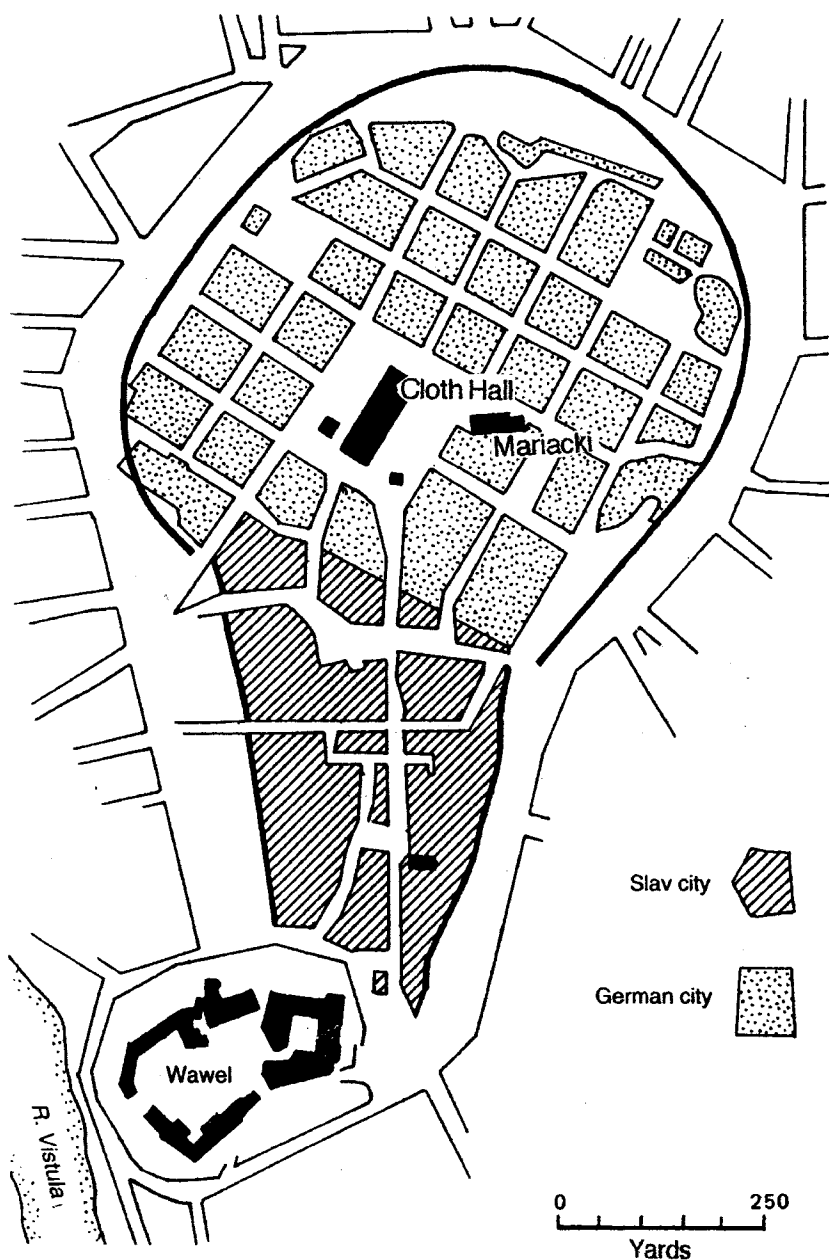 Cloth Hall
Mariacki
Slav city
German city
Wawel
R. Vistula
0 250
Yards